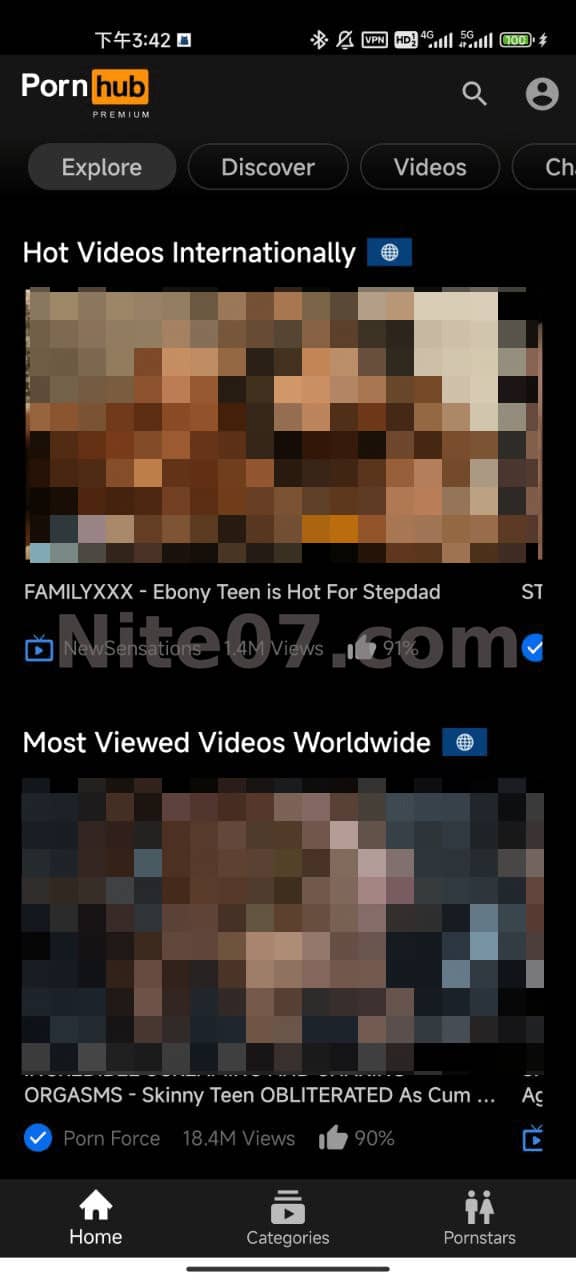 下午3:42
VPN
HD
4G
5G
100
Porn hub
PREMIUM
Explore
Discover
Videos
Hot Videos Internationally
FAMILYXXX - Ebony Teen is Hot For Stepdad
ST
NewSensations
1.4M Views
91%
Nite07.com
Most Viewed Videos Worldwide
ORGASMS - Skinny Teen OBLITERATED As Cum ...
Ag
Porn Force
18.4M Views
90%
Home
Categories
Pornstars